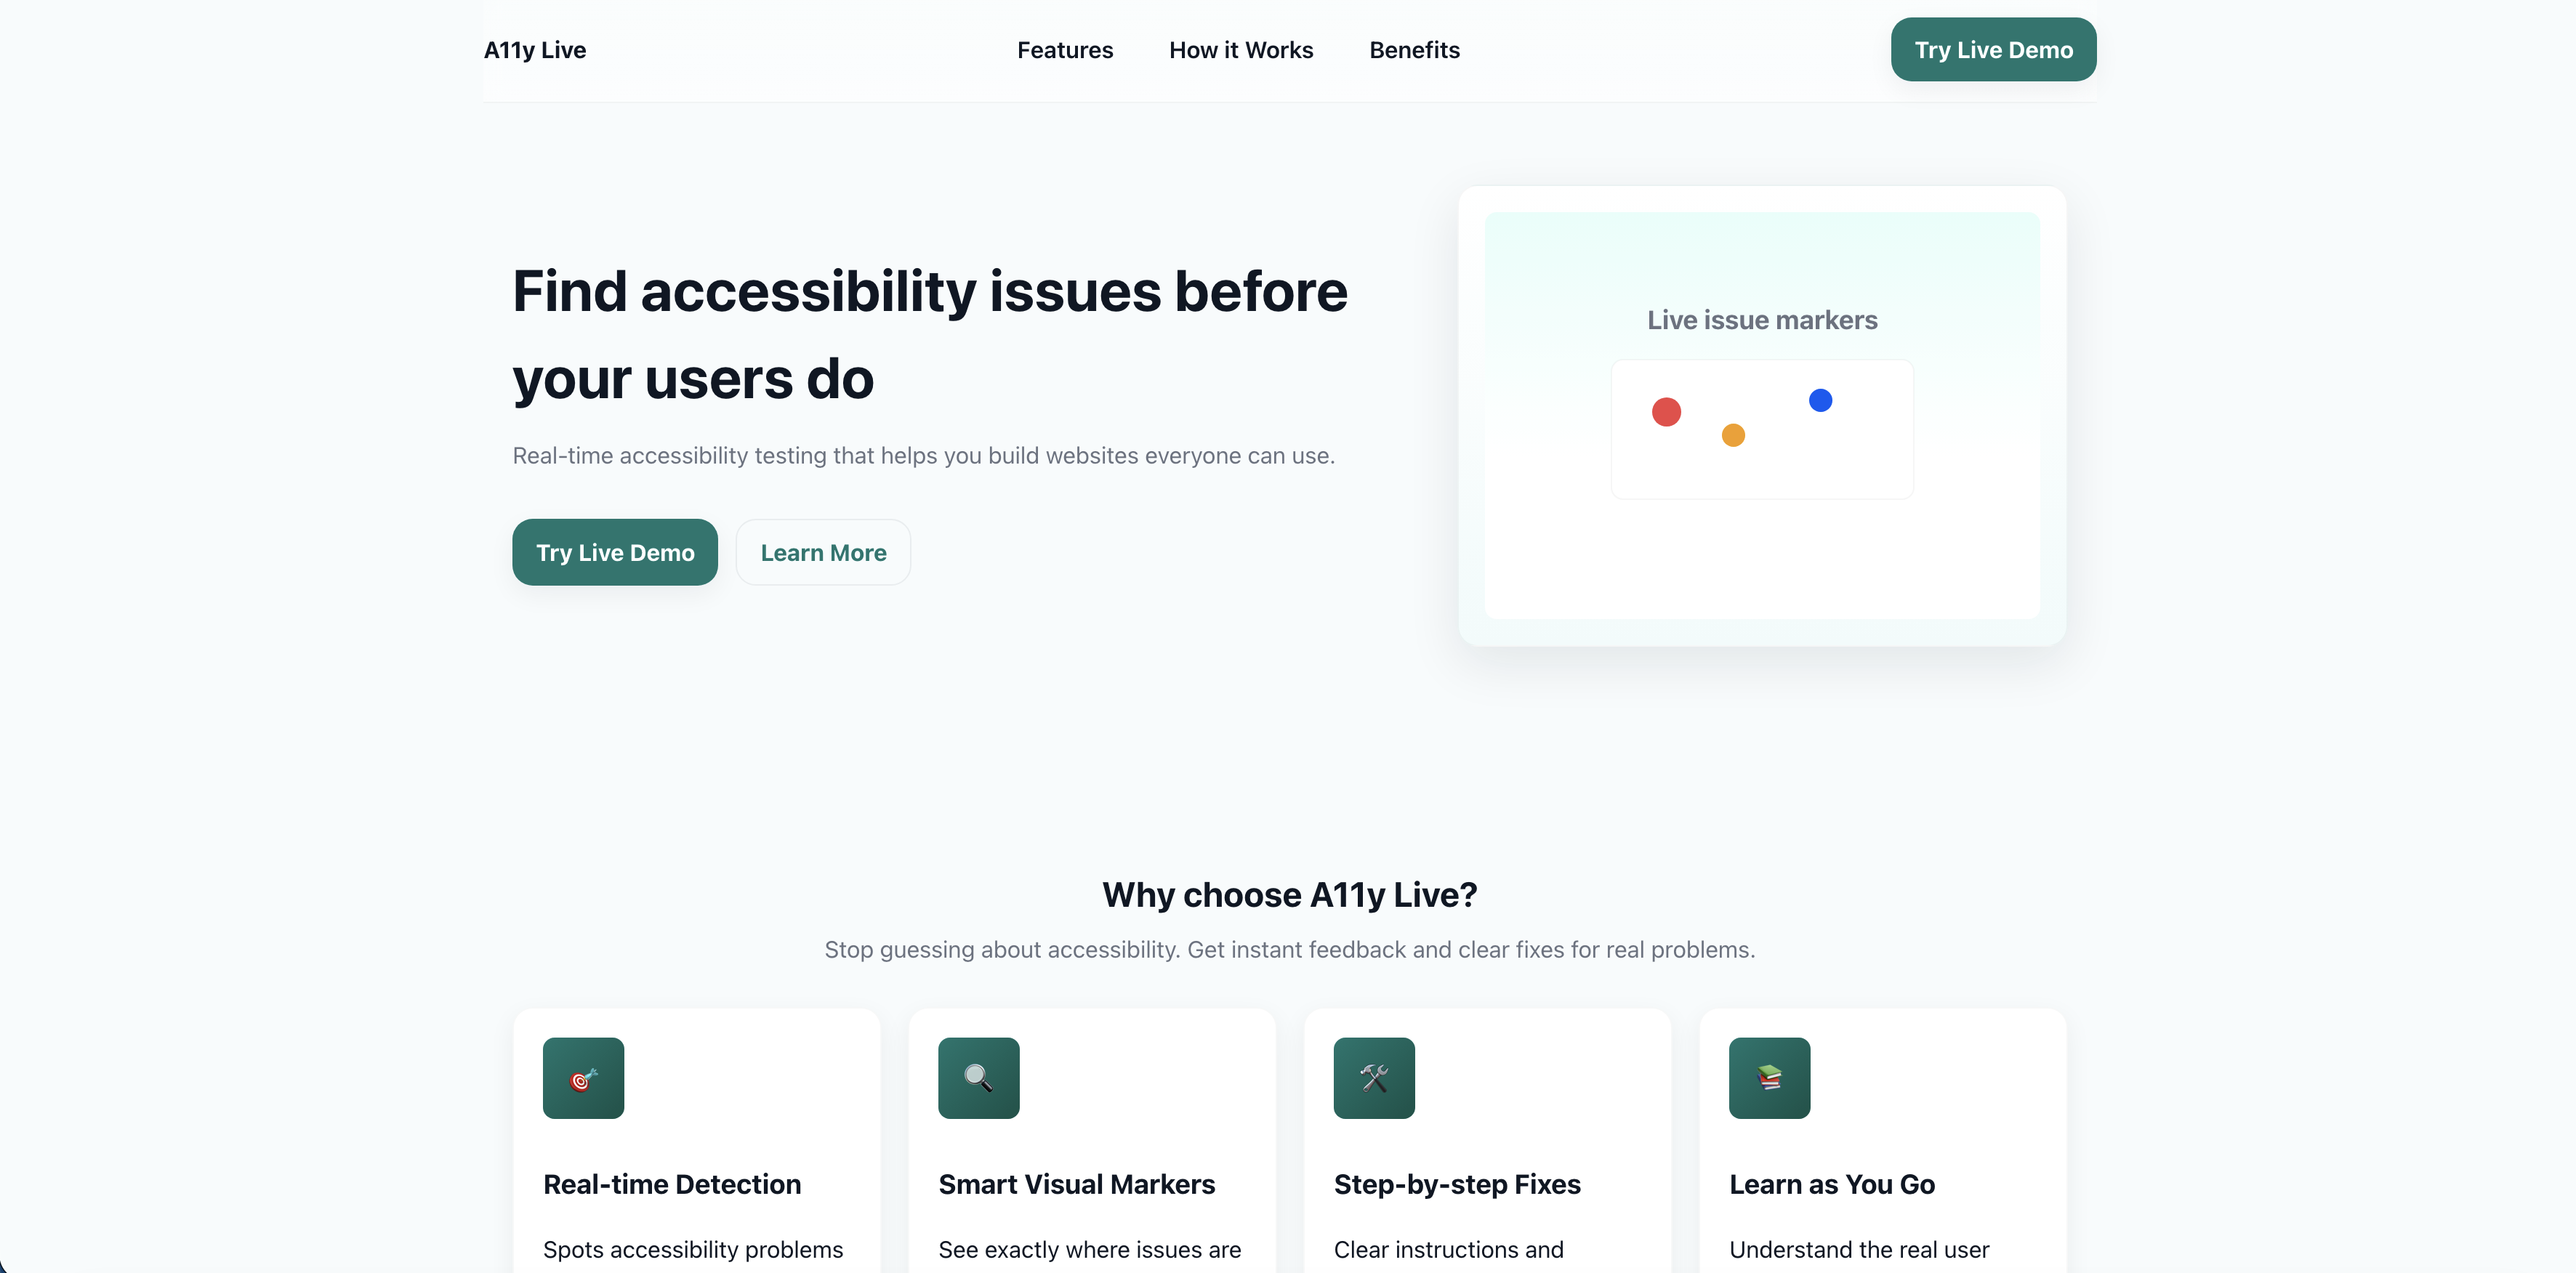 A11y Live
Features
How it Works
Benefits
Try Live Demo
Find accessibility issues before
your users do
Real-time accessibility testing that helps you build websites everyone can use.
Try Live Demo
Learn More
Live issue markers
Why choose A11y Live?
Stop guessing about accessibility. Get instant feedback and clear fixes for real problems.
Real-time Detection
Spots accessibility problems
Smart Visual Markers
See exactly where issues are
Step-by-step Fixes
Clear instructions and
Learn as You Go
Understand the real user